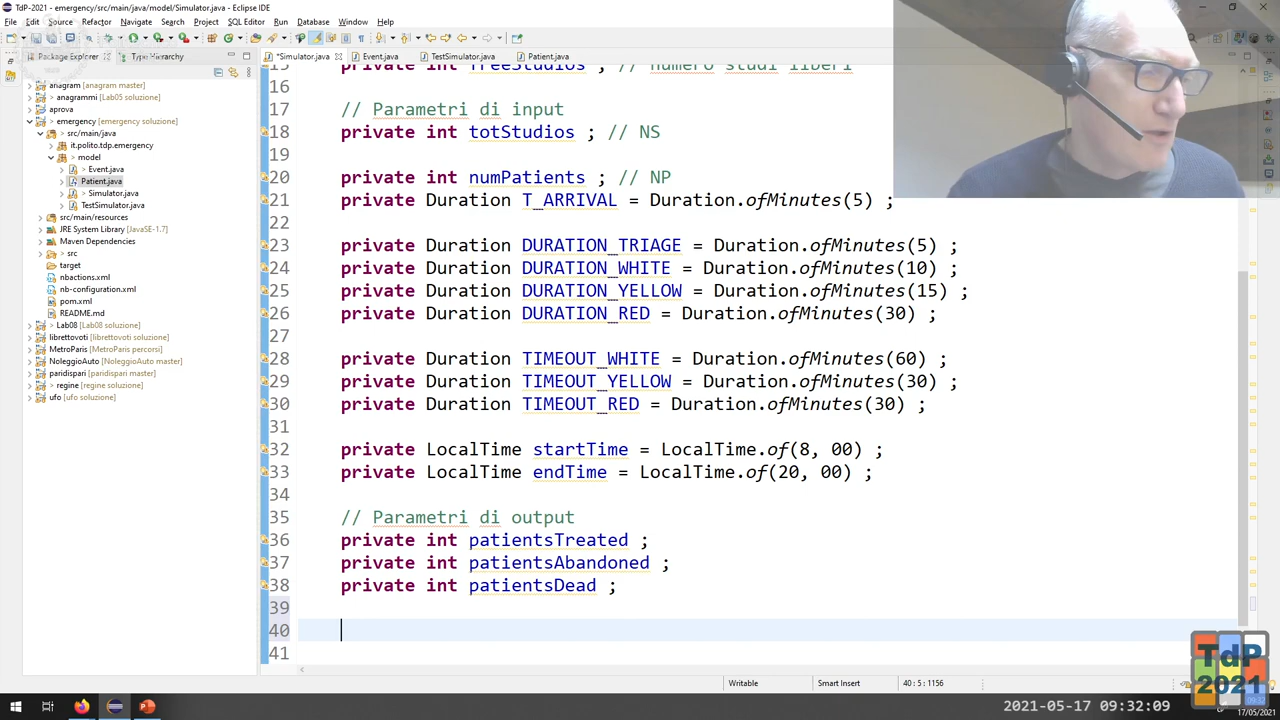 TdP-2021 - emergency/src/main/java/model/Simulator.java - Eclipse IDE
File Edit Source Refactor Navigate Search Project SQL Editor Run Database Window Help
Package Explorer Type Hierarchy *Simulator.java Event.java TestSimulator.java Patient.java
anagram [anagram master]
> anagrammi [Lab05 soluzione]
aprova
> emergency [emergency soluzione]
> src/main/java
> it.polito.tdp.emergency
> model
> Event.java
Patient.java
> Simulator.java
TestSimulator.java
src/main/resources
JRE System Library [JavaSE-1.7]
Maven Dependencies
> src
target
nbactions.xml
nb-configuration.xml
pom.xml
README.md
> Lab08 [Lab08 soluzione]
> librettovoti [librettovoti soluzione]
> MetroParis [MetroParis percorsi]
> NoleggioAuto [NoleggioAuto master]
paridispari [paridispari master]
> regine [regine soluzione]
> ufo [ufo soluzione]
15 private int freeStudios ; // numero studi liberi
16
17 // Parametri di input
18 private int totStudios ; // NS
19
20 private int numPatients ; // NP
21 private Duration T_ARRIVAL = Duration.ofMinutes(5) ;
22
23 private Duration DURATION_TRIAGE = Duration.ofMinutes(5) ;
24 private Duration DURATION_WHITE = Duration.ofMinutes(10) ;
25 private Duration DURATION_YELLOW = Duration.ofMinutes(15) ;
26 private Duration DURATION_RED = Duration.ofMinutes(30) ;
27
28 private Duration TIMEOUT_WHITE = Duration.ofMinutes(60) ;
29 private Duration TIMEOUT_YELLOW = Duration.ofMinutes(30) ;
30 private Duration TIMEOUT_RED = Duration.ofMinutes(30) ;
31
32 private LocalTime startTime = LocalTime.of(8, 00) ;
33 private LocalTime endTime = LocalTime.of(20, 00) ;
34
35 // Parametri di output
36 private int patientsTreated ;
37 private int patientsAbandoned ;
38 private int patientsDead ;
39
40
41
Writable Smart Insert 40 : 5 : 1156
TdP
2021
2021-05-17 09:32:09
09:32
17/05/2021